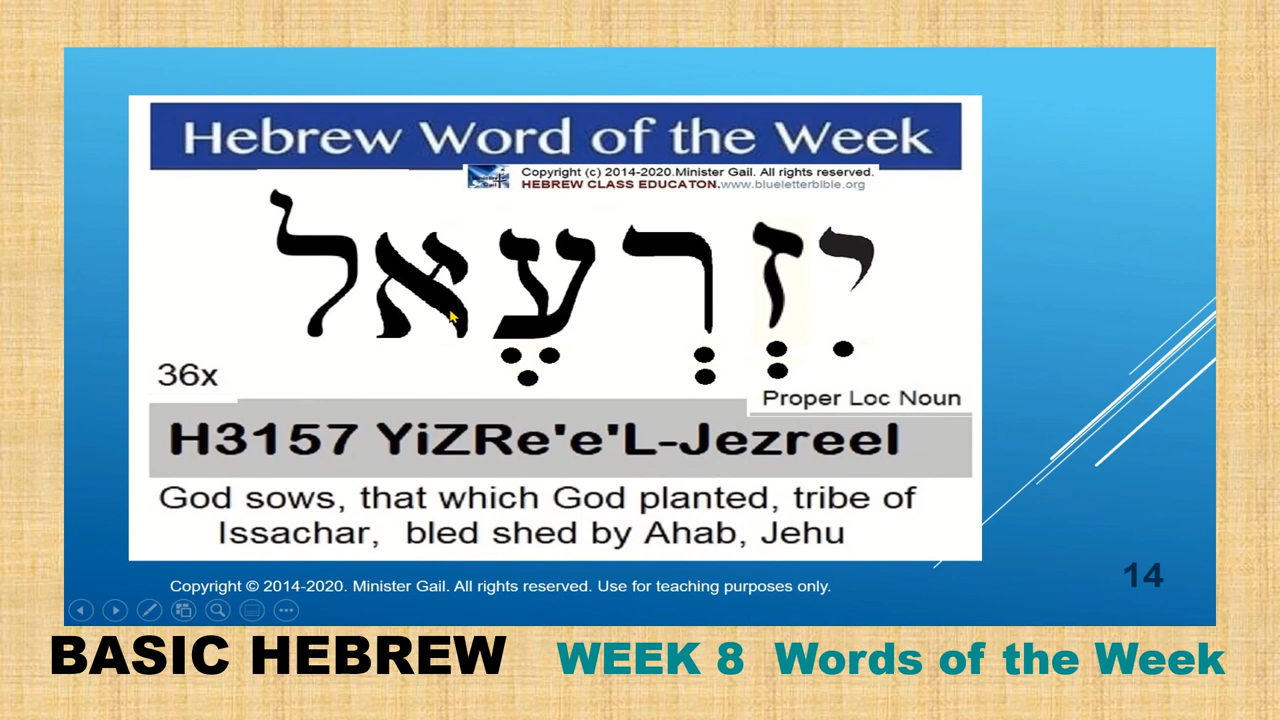 Hebrew Word of the Week
Copyright (c) 2014-2020.Minister Gail. All rights reserved.
HEBREW CLASS EDUCATON.www.blueletterbible.org
יִזְרְעֶאל
36x
Proper Loc Noun
H3157 YiZRe'e'L-Jezreel
God sows, that which God planted, tribe of
Issachar, bled shed by Ahab, Jehu
Copyright © 2014-2020. Minister Gail. All rights reserved. Use for teaching purposes only.
14
BASIC HEBREW WEEK 8 Words of the Week